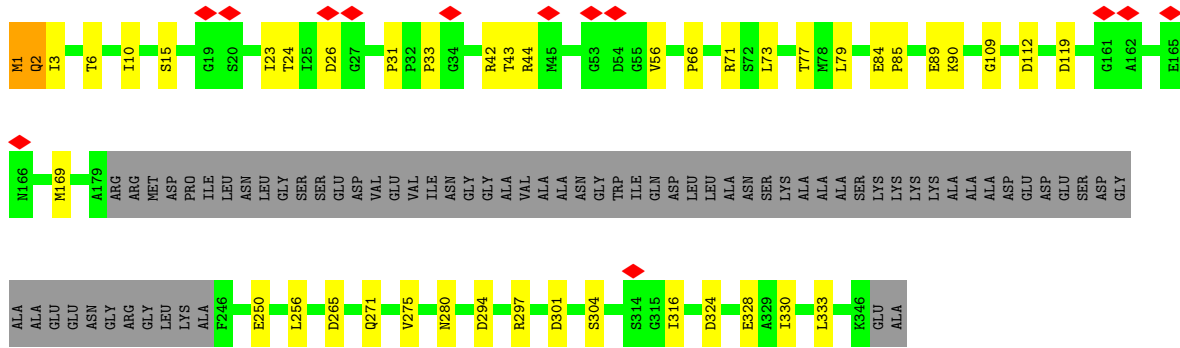 M1 Q2 I3 T6 I10 S15 G19 S20 I23 T24 I25 D26 G27 P31 P32 P33 G34 R42 T43 R44 M45 G53 D54 G55 V56 P66 R71 S72 L73 T77 M78 L79 E84 P85 E89 K90 G109 D112 D119 G161 A162 E165
N166 M169 A179 ARG ARG MET ASP PRO ILE LEU ASN LEU GLY SER SER GLU ASP VAL GLU VAL ILE ASN GLY GLY ALA VAL ALA ALA ASN GLY TRP ILE GLN ASP LEU LEU ALA ASN SER LYS ALA ALA ALA SER LYS LYS LYS LYS ALA ALA ALA ASP GLU ASP GLU SER ASP GLY
ALA ALA GLU GLU ASN GLY ARG GLY LEU LYS ALA F246 E250 L256 D265 Q271 V275 N280 D294 R297 D301 S304 S314 G315 I316 D324 E328 A329 I330 L333 K346 GLU ALA